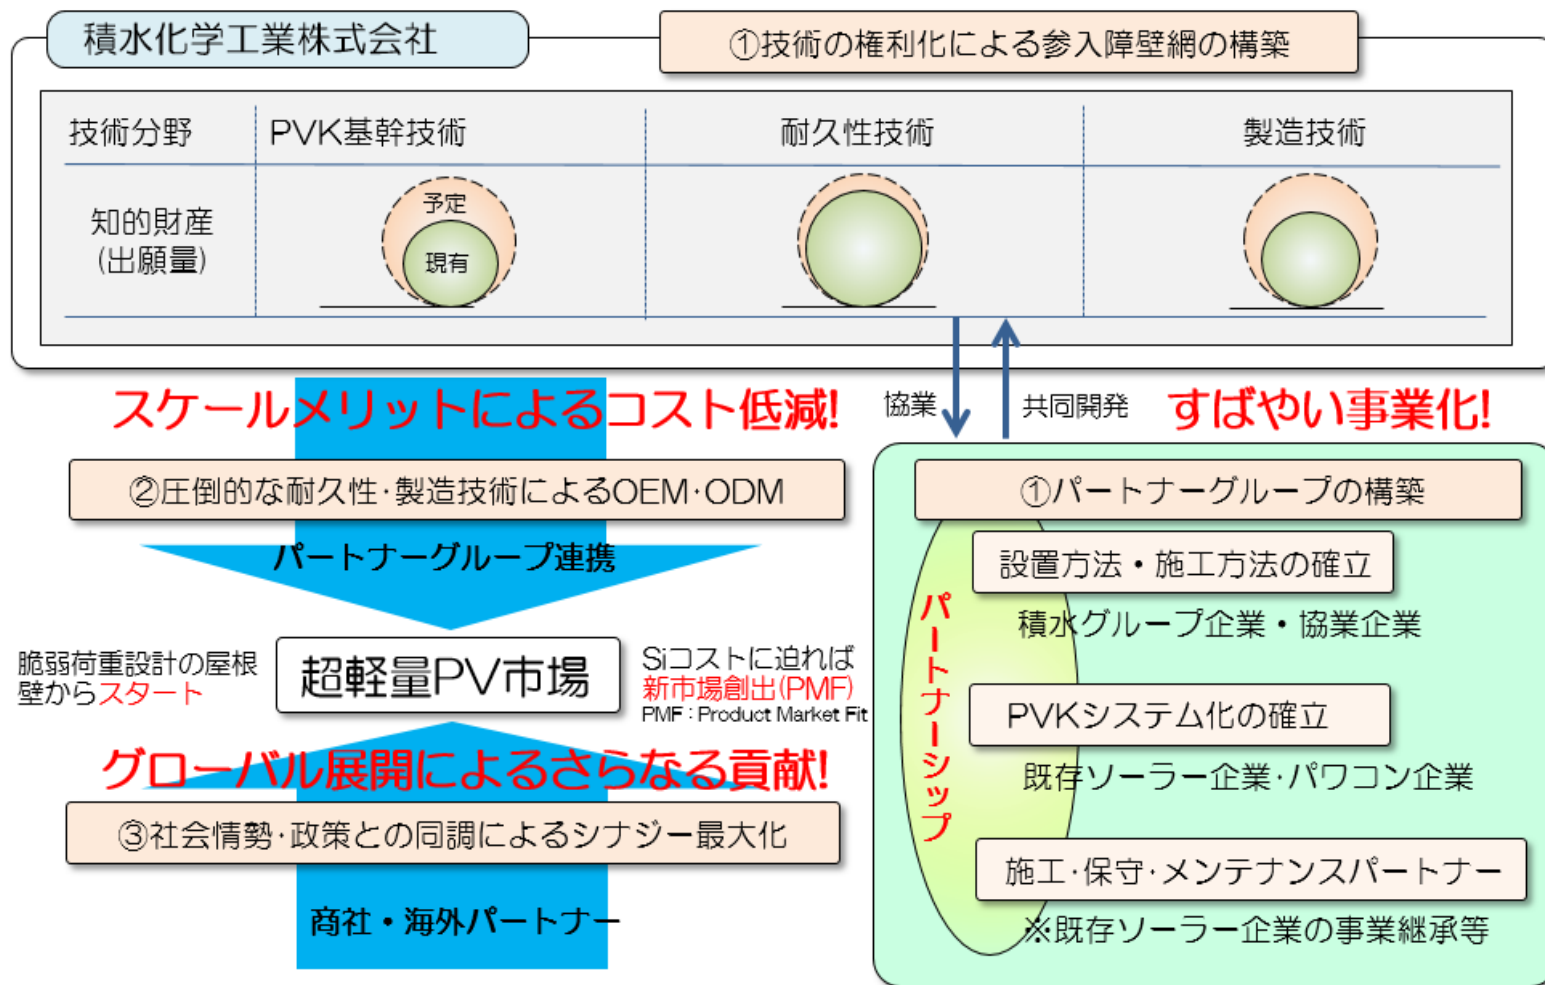 積水化学工業株式会社
①技術の権利化による参入障壁網の構築
技術分野
PVK基幹技術
耐久性技術
製造技術
知的財産
(出願量)
予定
現有
スケールメリットによるコスト低減!
協業
共同開発
すばやい事業化!
②圧倒的な耐久性・製造技術によるOEM・ODM
パートナーグループ連携
脆弱荷重設計の屋根
壁からスタート
超軽量PV市場
Siコストに迫れば
新市場創出(PMF)
PMF:Product Market Fit
グローバル展開によるさらなる貢献!
③社会情勢・政策との同調によるシナジー最大化
商社・海外パートナー
①パートナーグループの構築
パートナーシップ
設置方法・施工方法の確立
積水グループ企業・協業企業
PVKシステム化の確立
既存ソーラー企業・パワコン企業
施工・保守・メンテナンスパートナー
※既存ソーラー企業の事業継承等